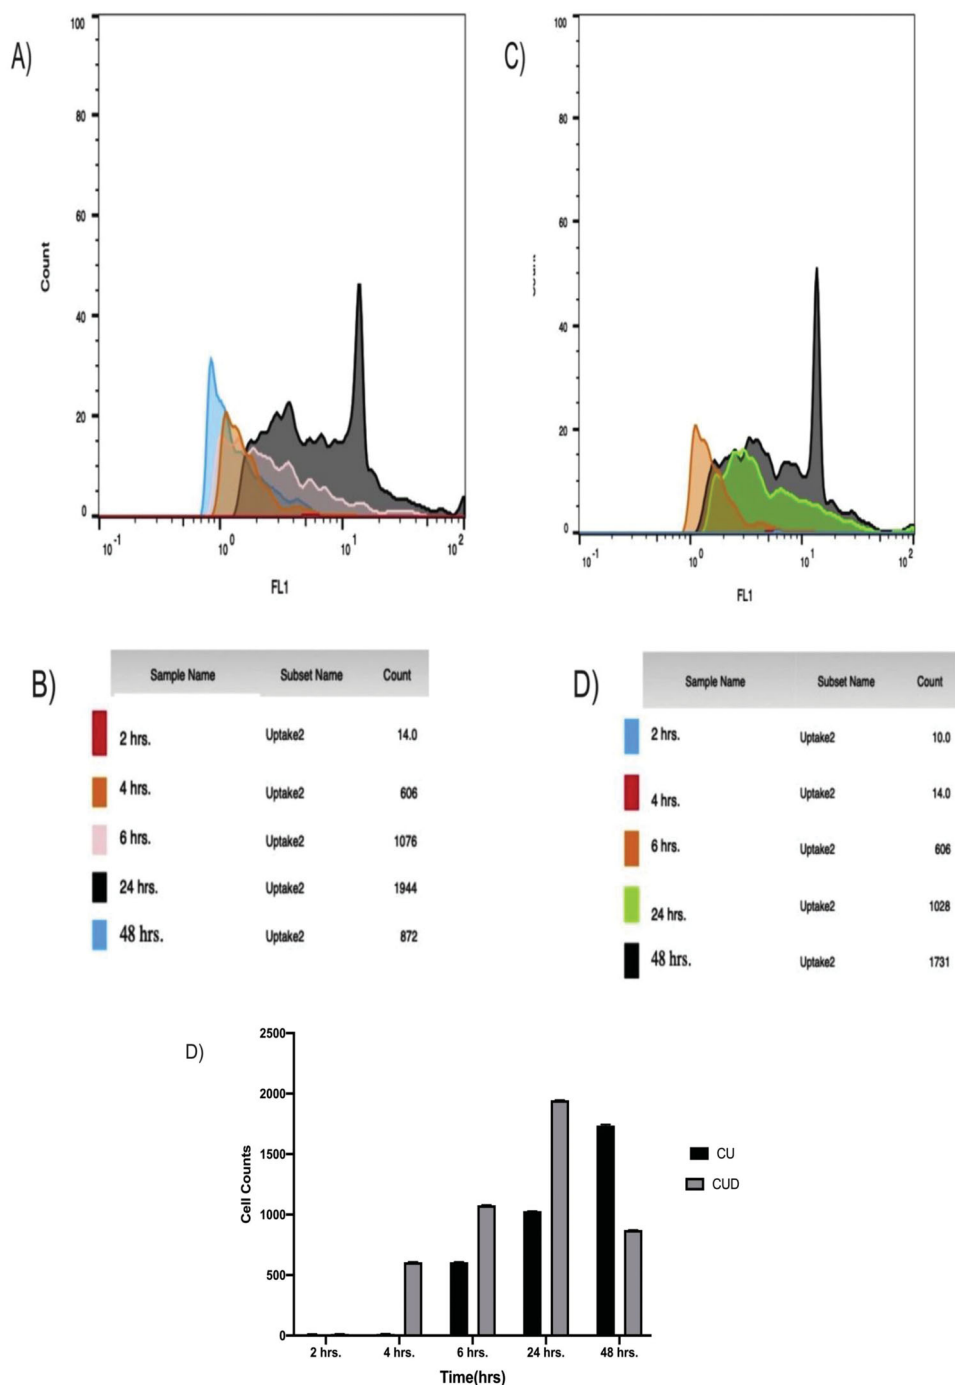 A)
100
80
60
40
20
0
Count
10-1
100
101
102
FL1
C)
100
80
60
40
20
0
10-1
100
101
102
FL1
B)
Sample Name Subset Name Count
2 hrs. Uptake2 14.0
4 hrs. Uptake2 606
6 hrs. Uptake2 1076
24 hrs. Uptake2 1944
48 hrs. Uptake2 872
D)
Sample Name Subset Name Count
2 hrs. Uptake2 10.0
4 hrs. Uptake2 14.0
6 hrs. Uptake2 606
24 hrs. Uptake2 1028
48 hrs. Uptake2 1731
D)
2500
2000
1500
1000
500
0
Cell Counts
2 hrs. 4 hrs. 6 hrs. 24 hrs. 48 hrs.
Time(hrs)
CU
CUD